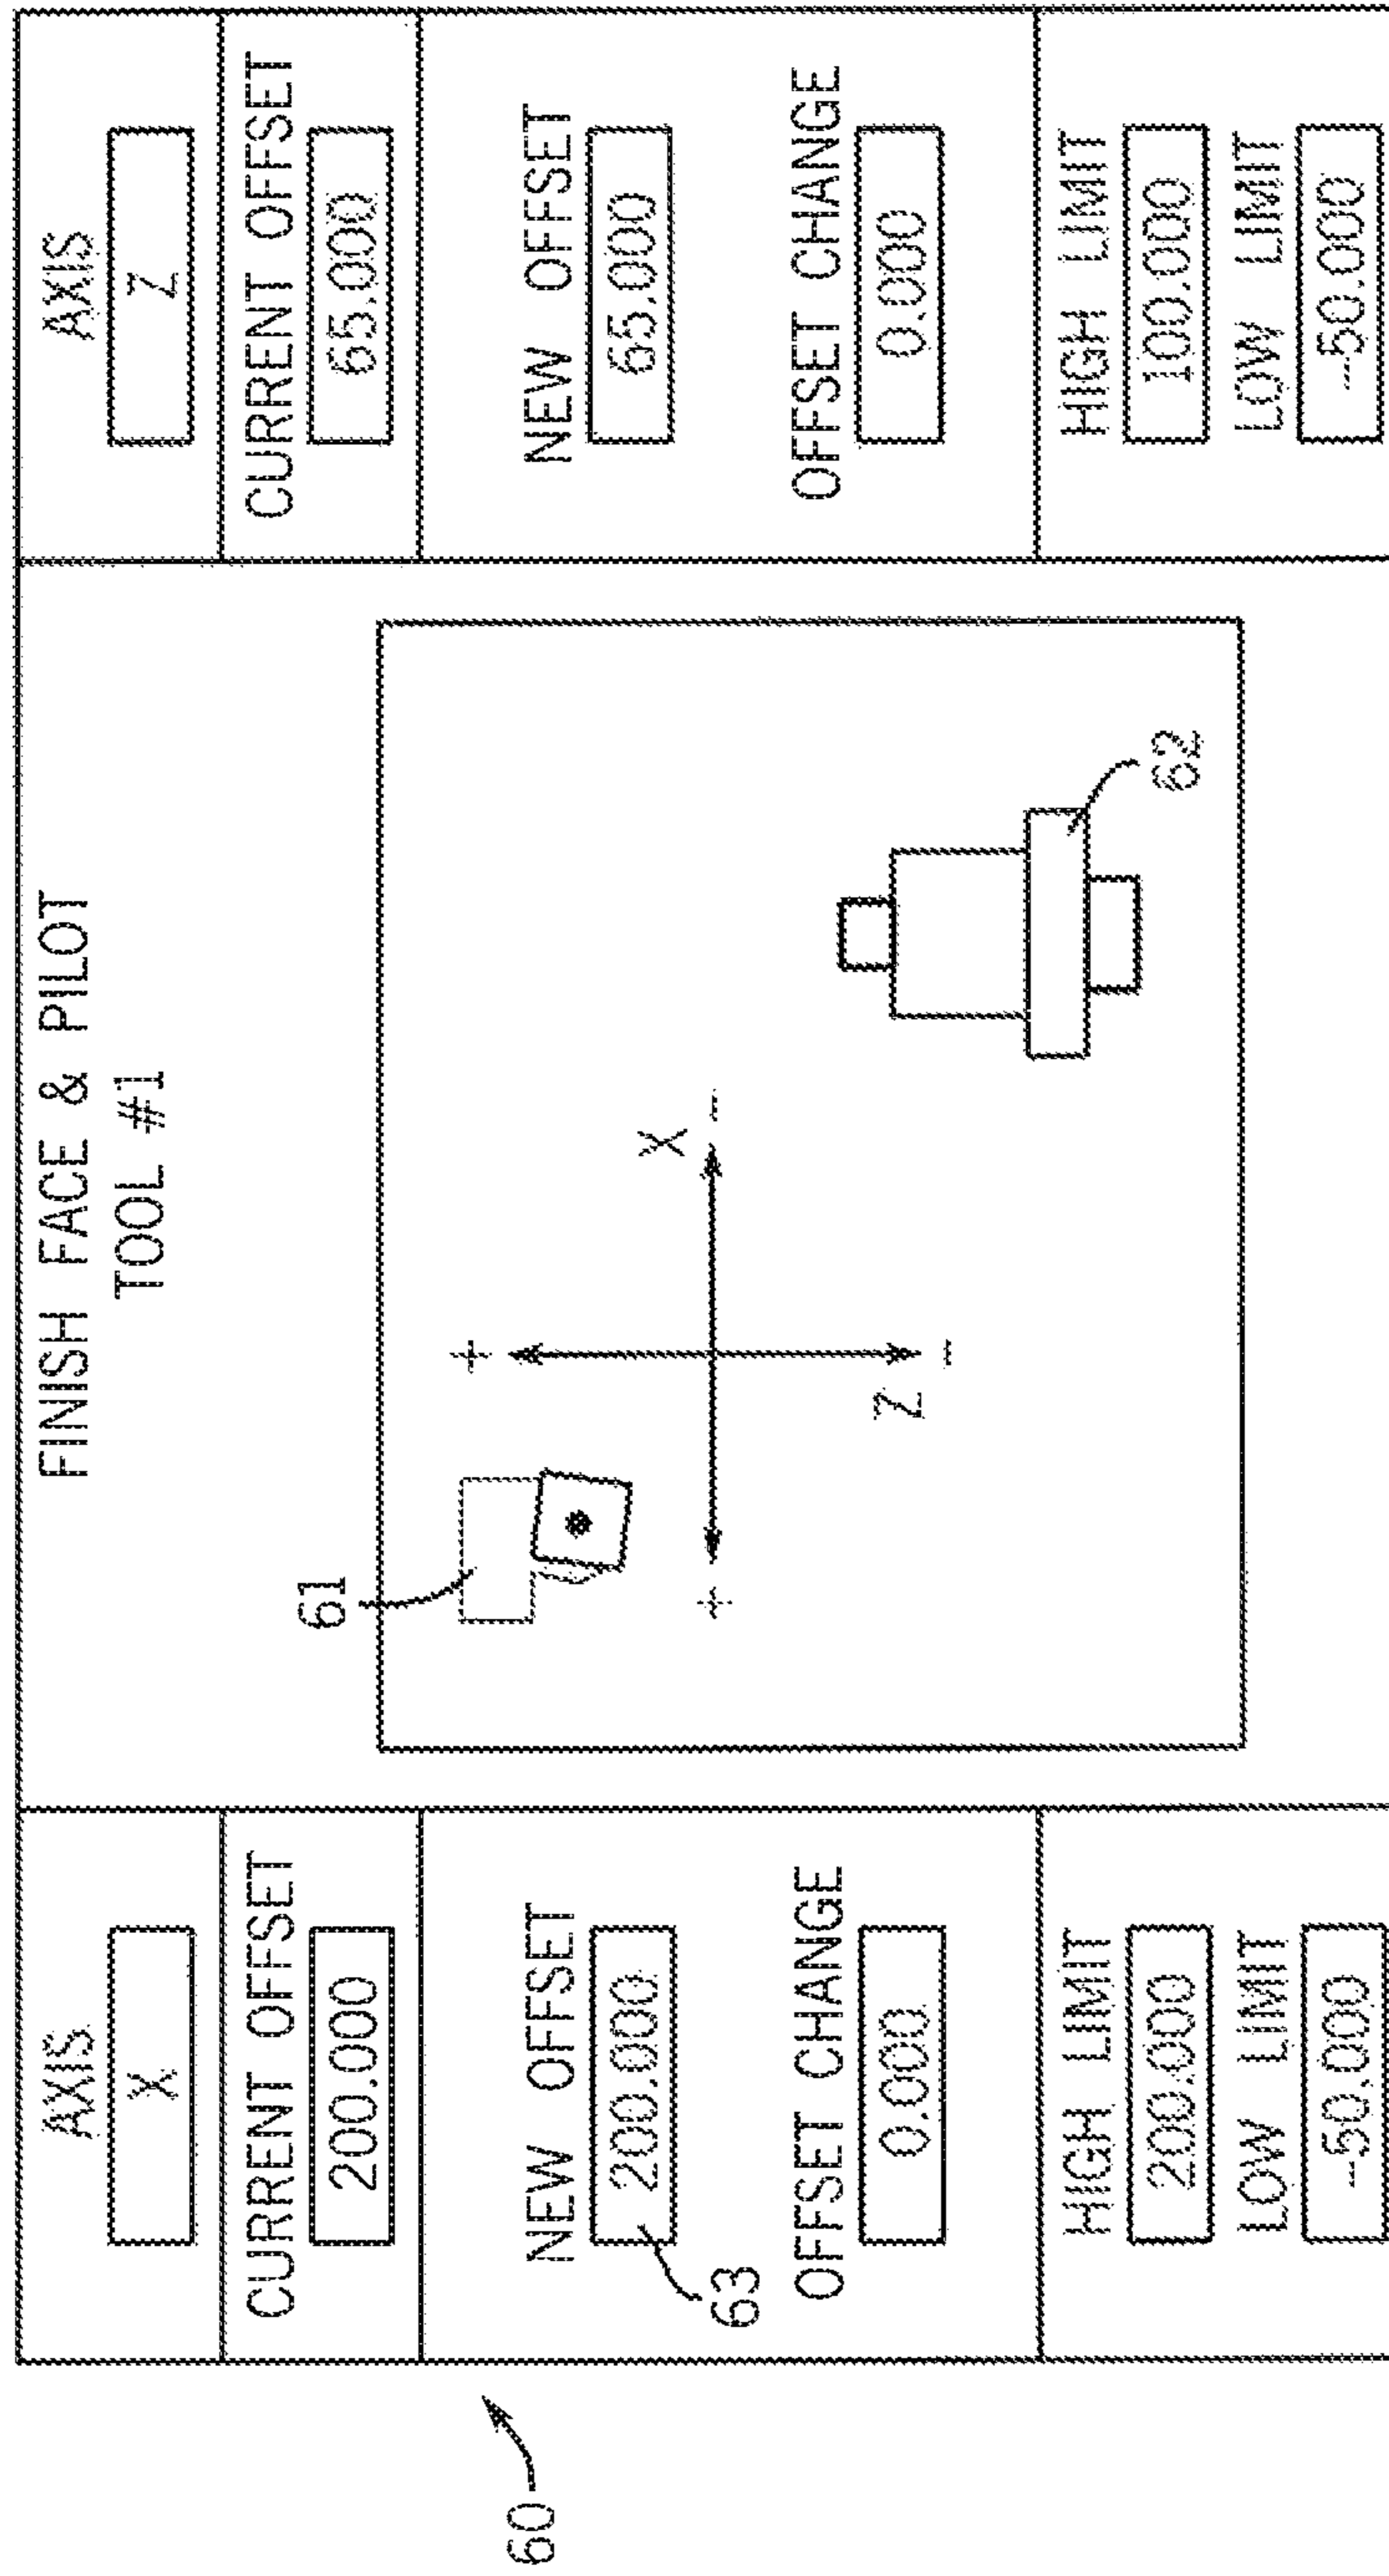 60
AXIS
X
CURRENT OFFSET
200.000
NEW OFFSET
200.000
63
OFFSET CHANGE
0.000
HIGH LIMIT
200.000
LOW LIMIT
-50.000
FINISH FACE & PILOT
TOOL #1
61
+
+
X
-
Z
-
62
AXIS
Z
CURRENT OFFSET
65.000
NEW OFFSET
65.000
OFFSET CHANGE
0.000
HIGH LIMIT
100.000
LOW LIMIT
-50.000